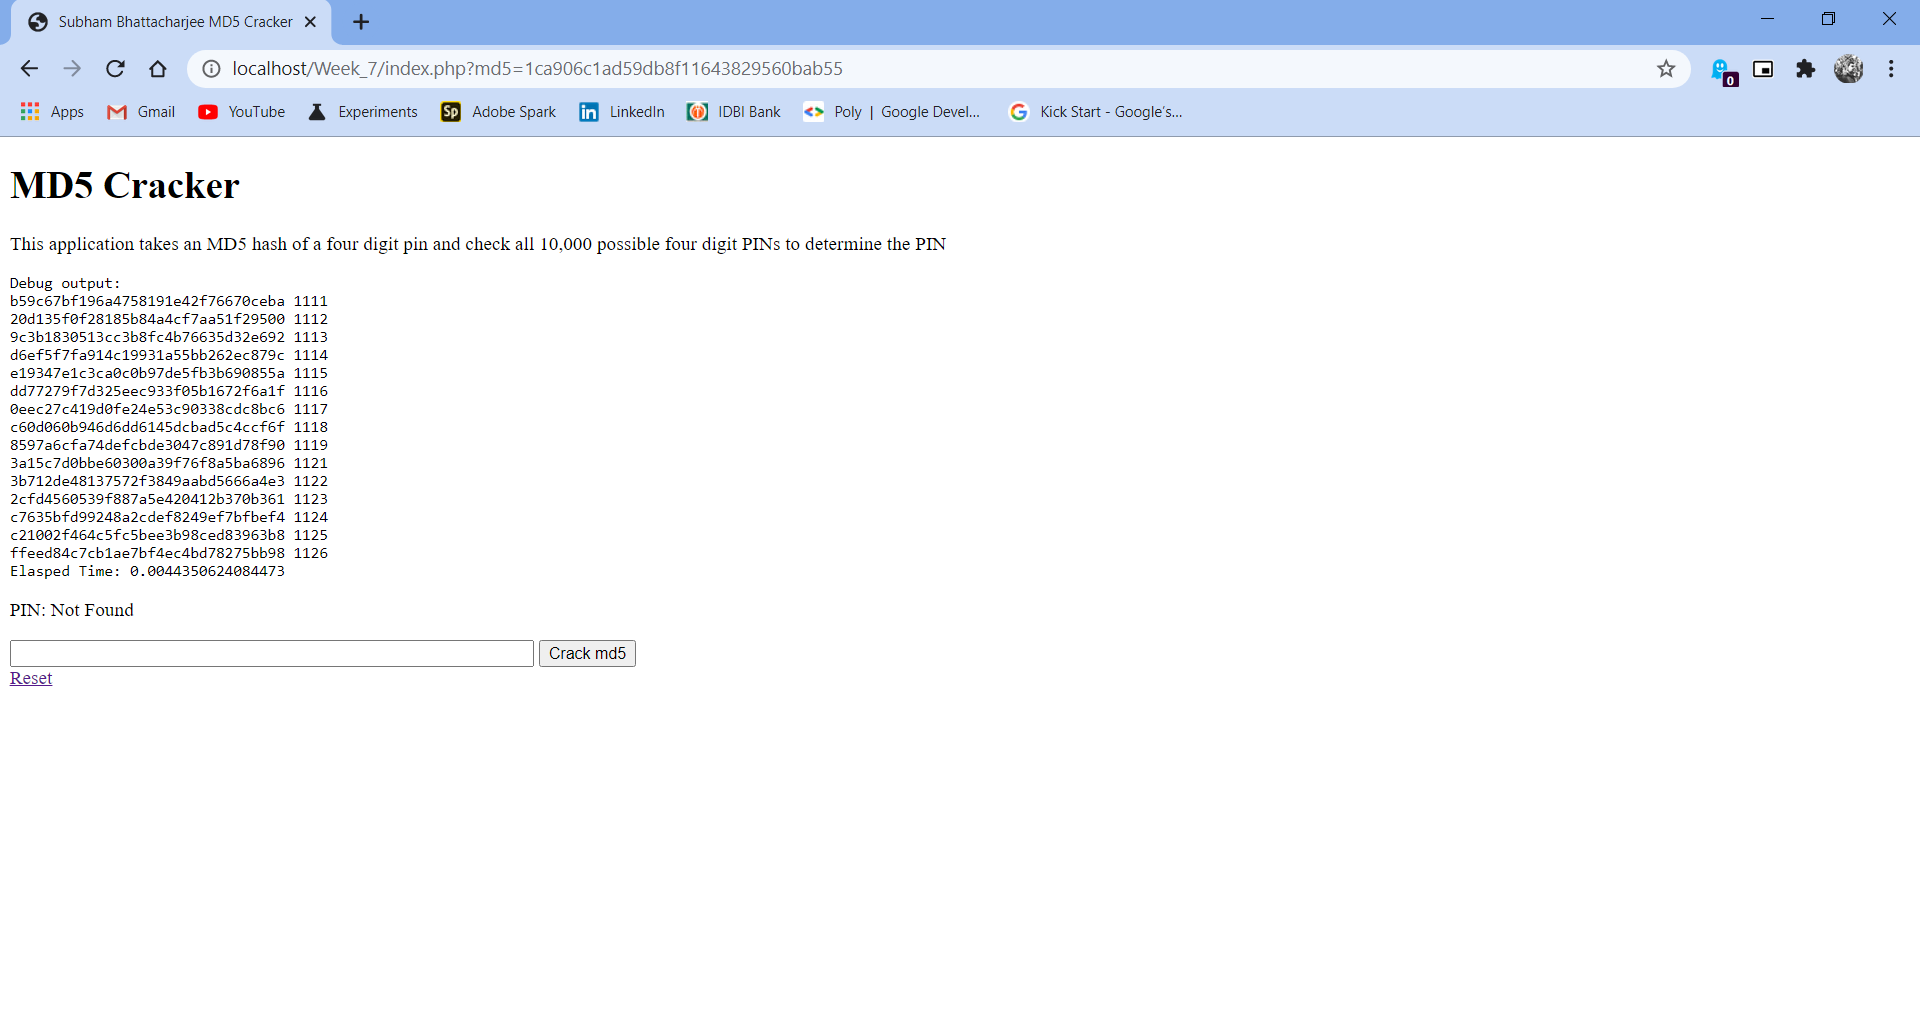 Subham Bhattacharjee MD5 Cracker
localhost/Week_7/index.php?md5=1ca906c1ad59db8f11643829560bab55
0
Apps Gmail YouTube Experiments Sp Adobe Spark in LinkedIn IDBI Bank Poly | Google Devel... G Kick Start - Google's...
MD5 Cracker
This application takes an MD5 hash of a four digit pin and check all 10,000 possible four digit PINs to determine the PIN
Debug output:
b59c67bf196a4758191e42f76670ceba 1111
20d135f0f28185b84a4cf7aa51f29500 1112
9c3b1830513cc3b8fc4b76635d32e692 1113
d6ef5f7fa914c19931a55bb262ec879c 1114
e19347e1c3ca0c0b97de5fb3b690855a 1115
dd77279f7d325eec933f05b1672f6a1f 1116
0eec27c419d0fe24e53c90338cdc8bc6 1117
c60d060b946d6dd6145dcbad5c4ccf6f 1118
8597a6cfa74defcbde3047c891d78f90 1119
3a15c7d0bbe60300a39f76f8a5ba6896 1121
3b712de48137572f3849aabd5666a4e3 1122
2cfd4560539f887a5e420412b370b361 1123
c7635bfd99248a2cdef8249ef7bfbef4 1124
c21002f464c5fc5bee3b98ced83963b8 1125
ffeed84c7cb1ae7bf4ec4bd78275bb98 1126
Elasped Time: 0.0044350624084473
PIN: Not Found
Crack md5
Reset